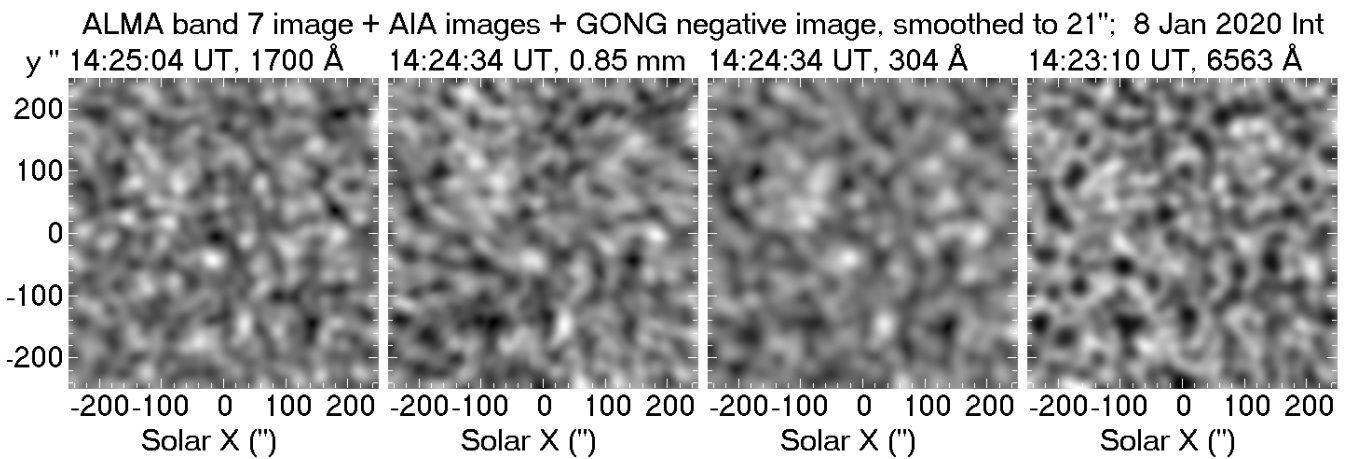 ALMA band 7 image + AIA images + GONG negative image, smoothed to 21"; 8 Jan 2020 Int
y " 14:25:04 UT, 1700 Å 14:24:34 UT, 0.85 mm 14:24:34 UT, 304 Å 14:23:10 UT, 6563 Å
200
100
0
-100
-200
-200 -100 0 100 200 -200 -100 0 100 200 -200 -100 0 100 200 -200 -100 0 100 200
Solar X (") Solar X (") Solar X (") Solar X (")